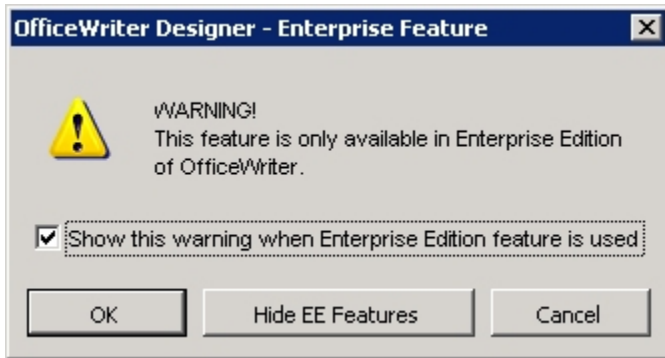 OfficeWriter Designer - Enterprise Feature
WARNING!
This feature is only available in Enterprise Edition
of OfficeWriter.
Show this warning when Enterprise Edition feature is used
OK Hide EE Features Cancel